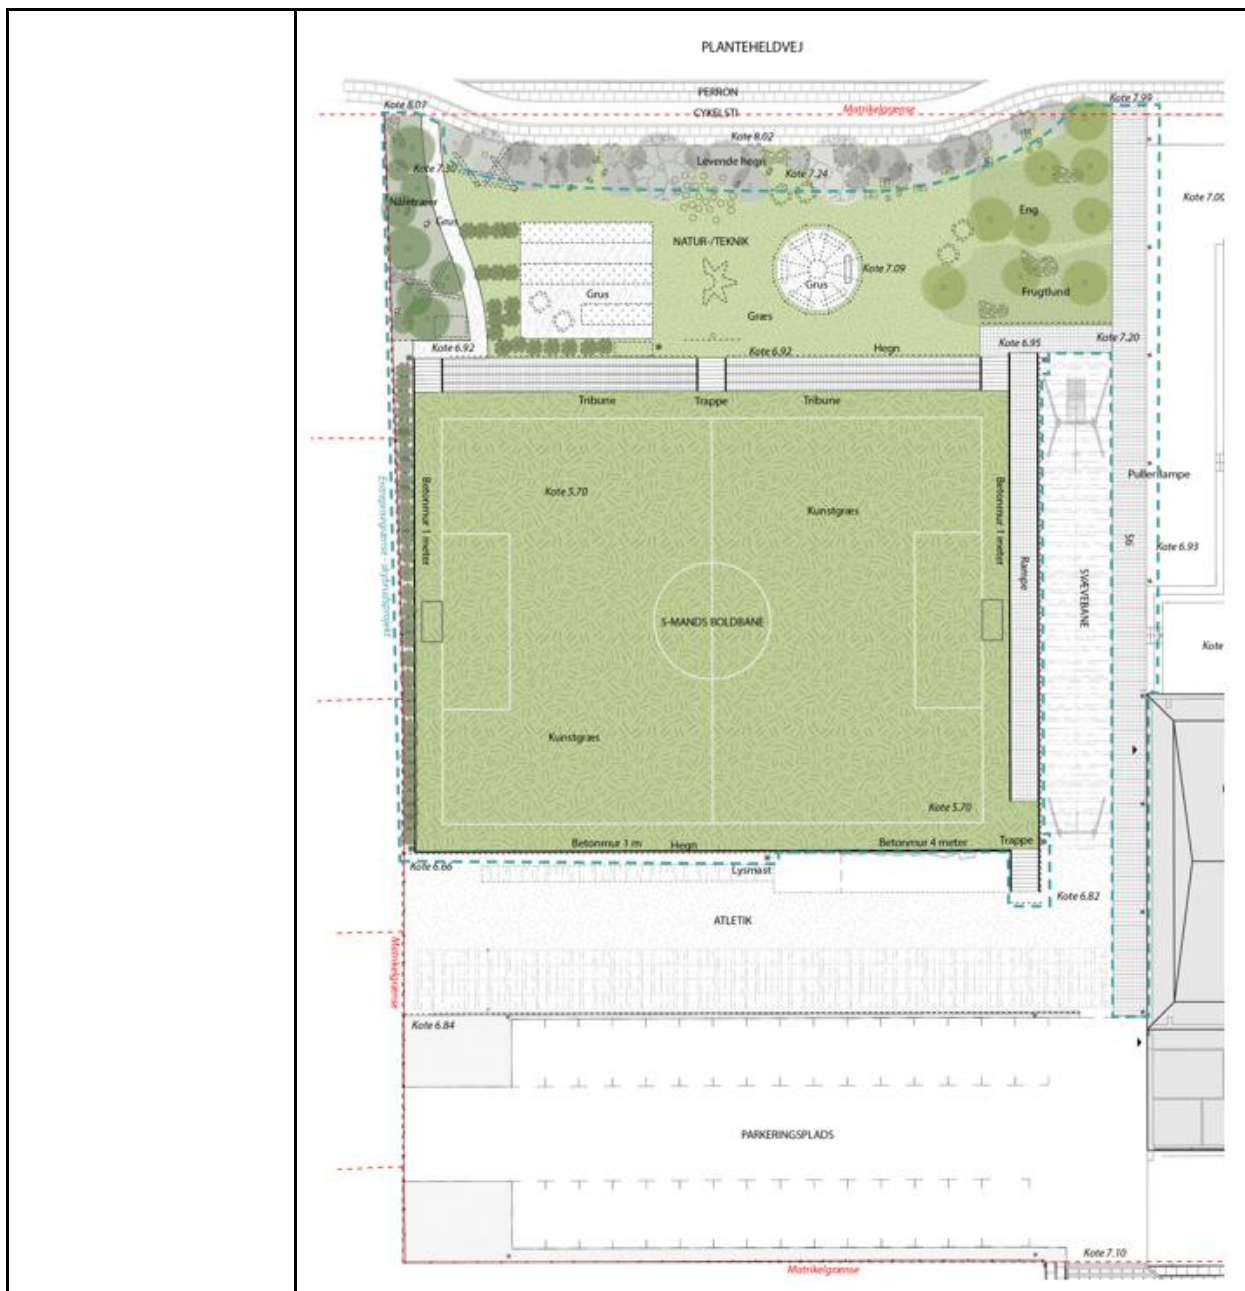 PLANTEHELDVEJ
PERRON
Kote 8.07
Kote 7.99
CYKELSTI
Matrikelgrænse
Kote 8.02
Levende hegn
Kote 7.30
Kote 7.24
Nåletræer
Kote 7.09
Eng
Grus
NATUR-/TEKNIK
Kote 7.09
Grus
Grus
Frugtlund
Græs
Kote 6.92
Kote 6.92
Hegn
Kote 6.95
Kote 7.20
Tribune
Trappe
Tribune
Betonmur 1 meter
Kote 5.70
Kunstgræs
Betonmur 1 meter
Pullertlampe
Sti
Entreprisegrænse - skybrudsprojekt
Kote 6.93
Rampe
SVÆVEBANE
5-MANDS BOLDBANE
Kote
Kunstgræs
Kote 5.70
Betonmur 1 m
Hegn
Betonmur 4 meter
Trappe
Kote 6.66
Lysmast
Kote 6.82
ATLETIK
Matrikelgrænse
Kote 6.84
PARKERINGSPLADS
Kote 7.10
Matrikelgrænse